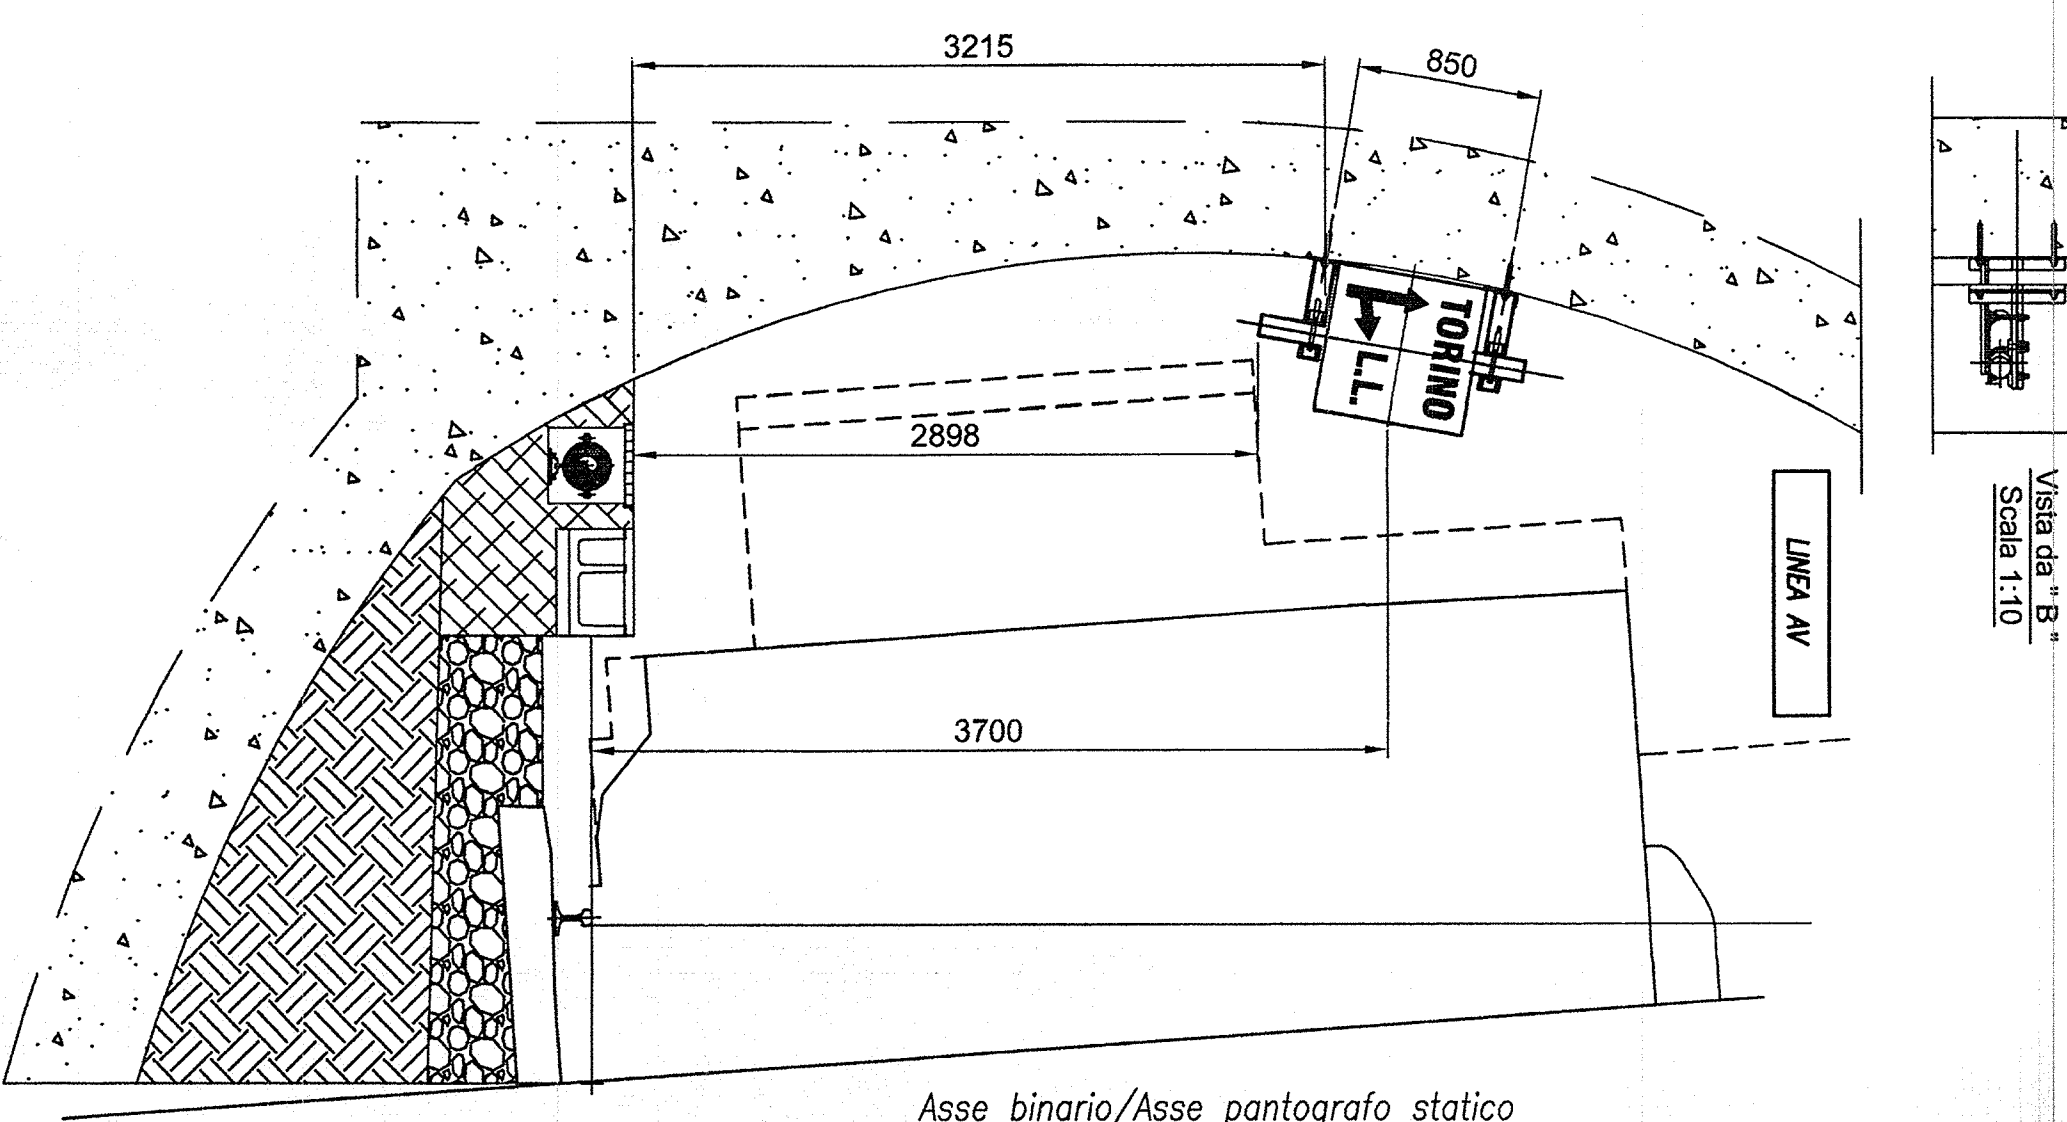 3215
850
TORINO
L.L.
2898
3700
LINEA AV
Vista da " B "
Scala 1:10
Asse binario/Asse pantografo statico